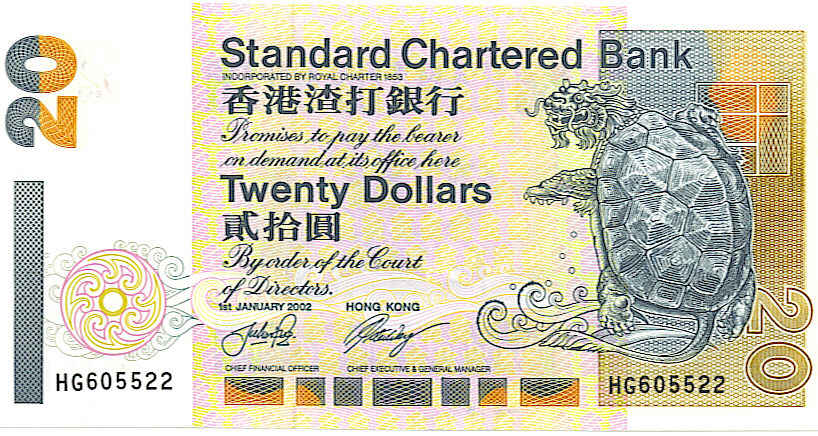 20
Standard Chartered Bank
INCORPORATED BY ROYAL CHARTER 1853
香港渣打銀行
Promises to pay the bearer
on demand at its office here
Twenty Dollars
貳拾圓
By order of the Court
of Directors.
1st JANUARY 2002 HONG KONG
CHIEF FINANCIAL OFFICER CHIEF EXECUTIVE & GENERAL MANAGER
HG605522
HG605522
20